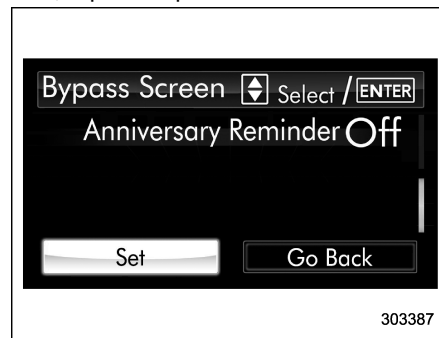 Bypass Screen Select / ENTER
Anniversary Reminder Off
Set Go Back
303387